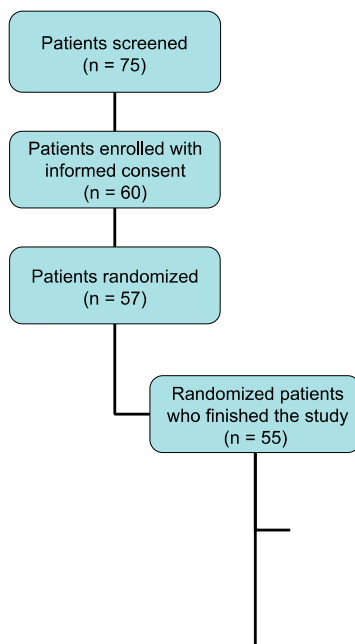 Patients screened
(n = 75)
Patients enrolled with
informed consent
(n = 60)
Patients randomized
(n = 57)
Randomized patients
who finished the study
(n = 55)